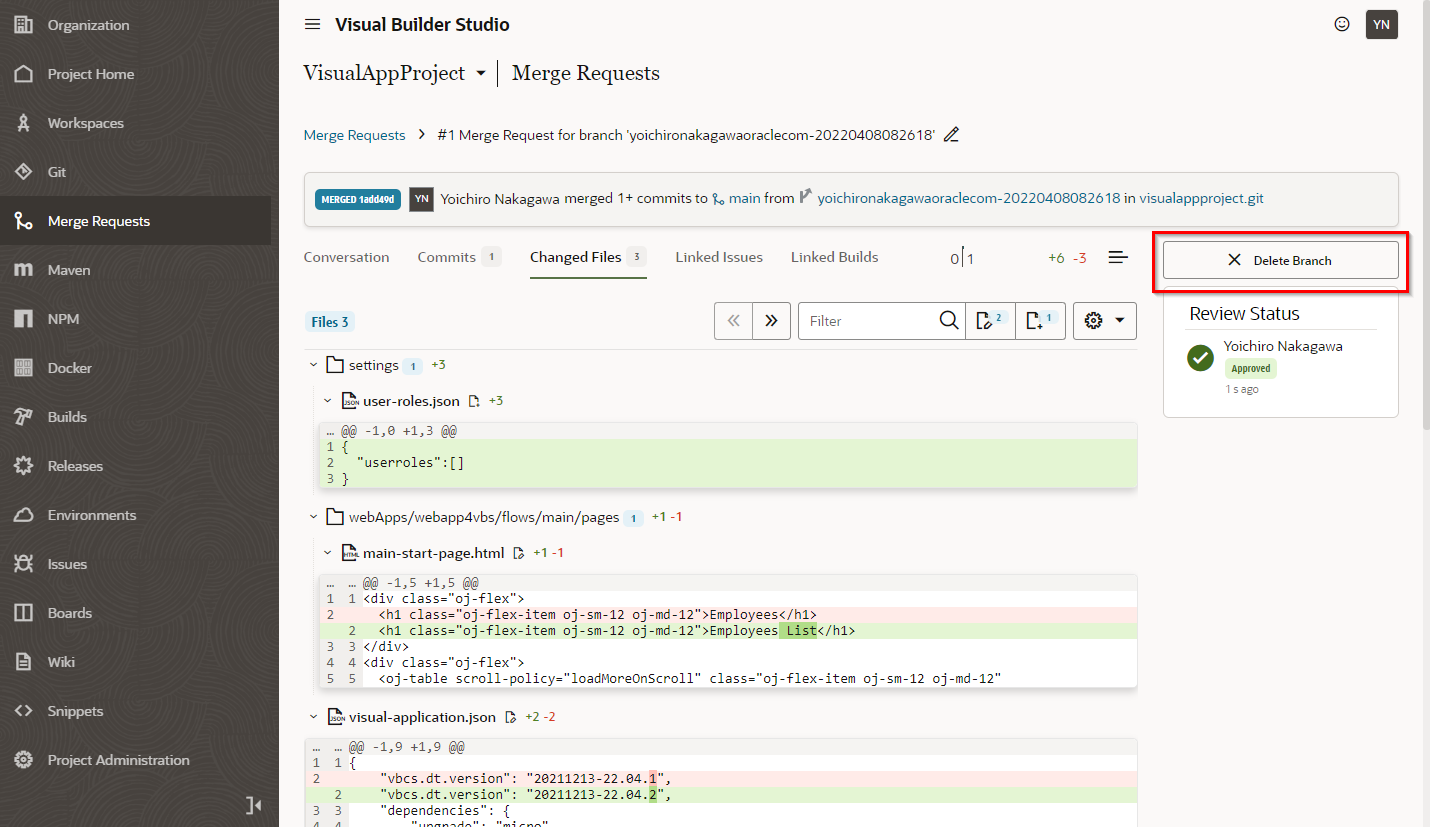 Organization
Project Home
Workspaces
Git
Merge Requests
Maven
NPM
Docker
Builds
Releases
Environments
Issues
Boards
Wiki
Snippets
Project Administration
Visual Builder Studio
YN
VisualAppProject
Merge Requests
Merge Requests > #1 Merge Request for branch 'yoichironakagawaoraclecom-20220408082618'
MERGED 1add49d YN Yoichiro Nakagawa merged 1+ commits to main from yoichironakagawaoraclecom-20220408082618 in visualappproject.git
Conversation Commits 1 Changed Files 3 Linked Issues Linked Builds 0 1 +6 -3
Delete Branch
Review Status
Yoichiro Nakagawa
Approved
1 s ago
Files 3
Filter 2 1
settings 1 +3
JSON user-roles.json +3
... @@ -1,0 +1,3 @@
1 {
2 "userroles":[]
3 }
webApps/webapp4vbs/flows/main/pages 1 +1 -1
HTML main-start-page.html +1 -1
... ... @@ -1,5 +1,5 @@
1 1 <div class="oj-flex">
2 <h1 class="oj-flex-item oj-sm-12 oj-md-12">Employees</h1>
2 <h1 class="oj-flex-item oj-sm-12 oj-md-12">Employees List</h1>
3 3 </div>
4 4 <div class="oj-flex">
5 5 <oj-table scroll-policy="loadMoreOnScroll" class="oj-flex-item oj-sm-12 oj-md-12"
JSON visual-application.json +2 -2
... ... @@ -1,9 +1,9 @@
1 1 {
2 "vbcs.dt.version": "20211213-22.04.1",
2 "vbcs.dt.version": "20211213-22.04.2",
3 3 "dependencies": {
4 4 "upgrade": "micro"